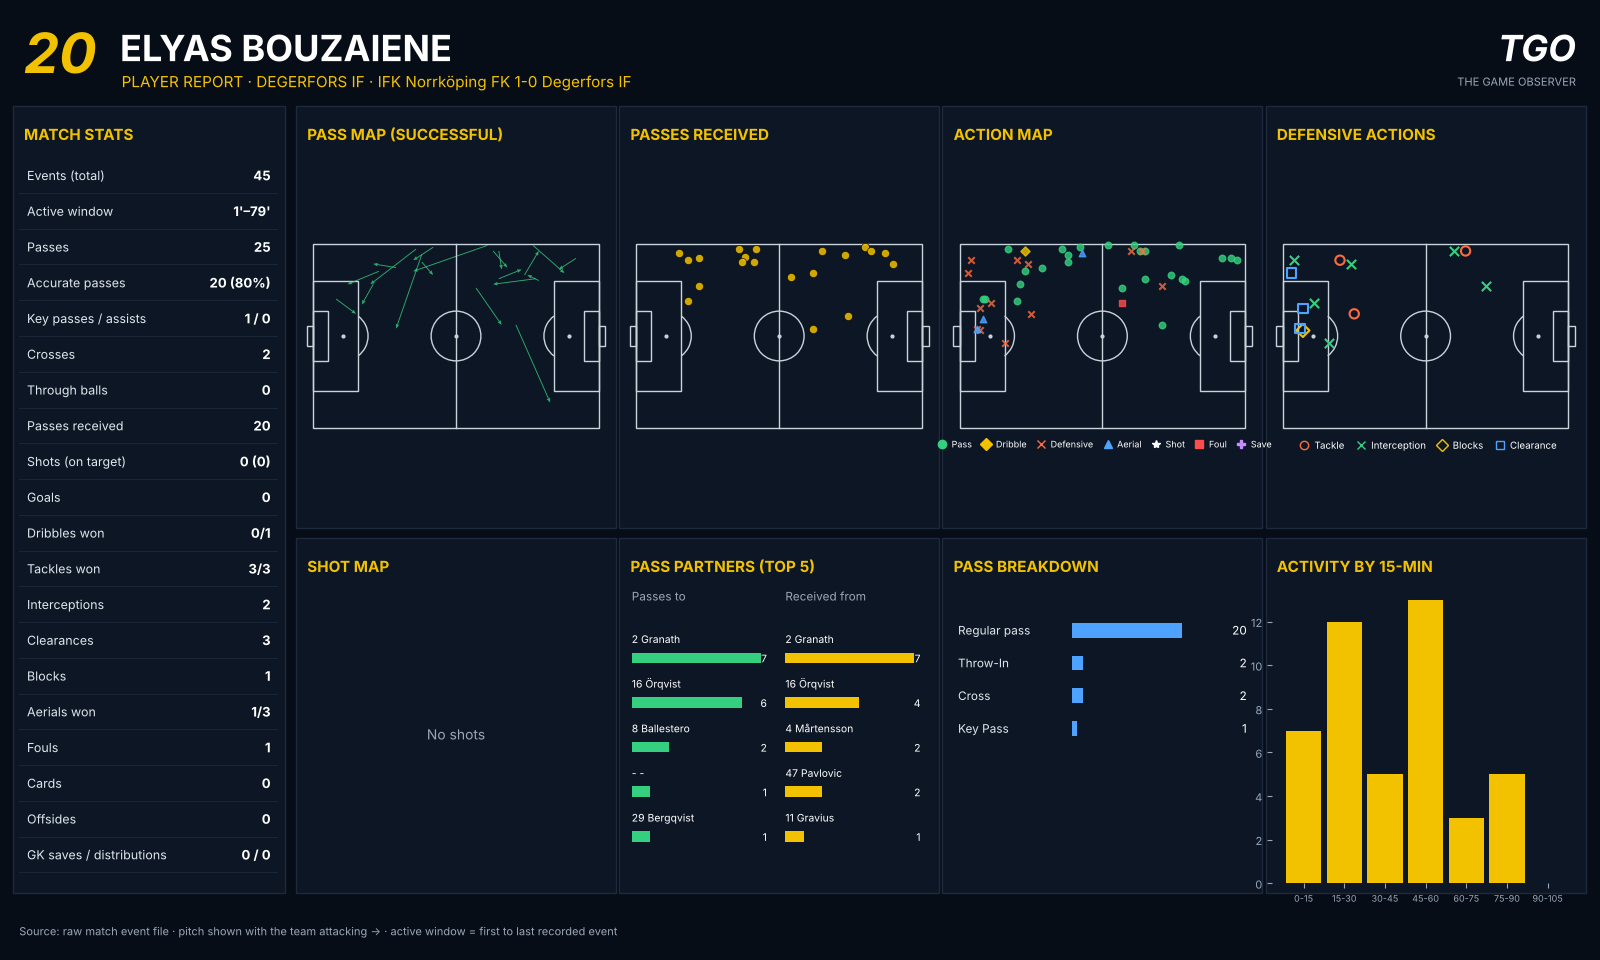 20 ELYAS BOUZAIENE
PLAYER REPORT · DEGERFORS IF · IFK Norrköping FK 1-0 Degerfors IF
TGO
THE GAME OBSERVER
MATCH STATS
Events (total) 45
Active window 1'–79'
Passes 25
Accurate passes 20 (80%)
Key passes / assists 1 / 0
Crosses 2
Through balls 0
Passes received 20
Shots (on target) 0 (0)
Goals 0
Dribbles won 0/1
Tackles won 3/3
Interceptions 2
Clearances 3
Blocks 1
Aerials won 1/3
Fouls 1
Cards 0
Offsides 0
GK saves / distributions 0 / 0
PASS MAP (SUCCESSFUL)
PASSES RECEIVED
ACTION MAP
Pass Dribble Defensive Aerial Shot Foul Save
DEFENSIVE ACTIONS
Tackle Interception Blocks Clearance
SHOT MAP
No shots
PASS PARTNERS (TOP 5)
Passes to
2 Granath 7
16 Örqvist 6
8 Ballestero 2
- - 1
29 Bergqvist 1
Received from
2 Granath 7
16 Örqvist 4
4 Mårtensson 2
47 Pavlovic 2
11 Gravius 1
PASS BREAKDOWN
Regular pass 20
Throw-In 2
Cross 2
Key Pass 1
ACTIVITY BY 15-MIN
12
10
8
6
4
2
0
0-15 15-30 30-45 45-60 60-75 75-90 90-105
Source: raw match event file · pitch shown with the team attacking → · active window = first to last recorded event